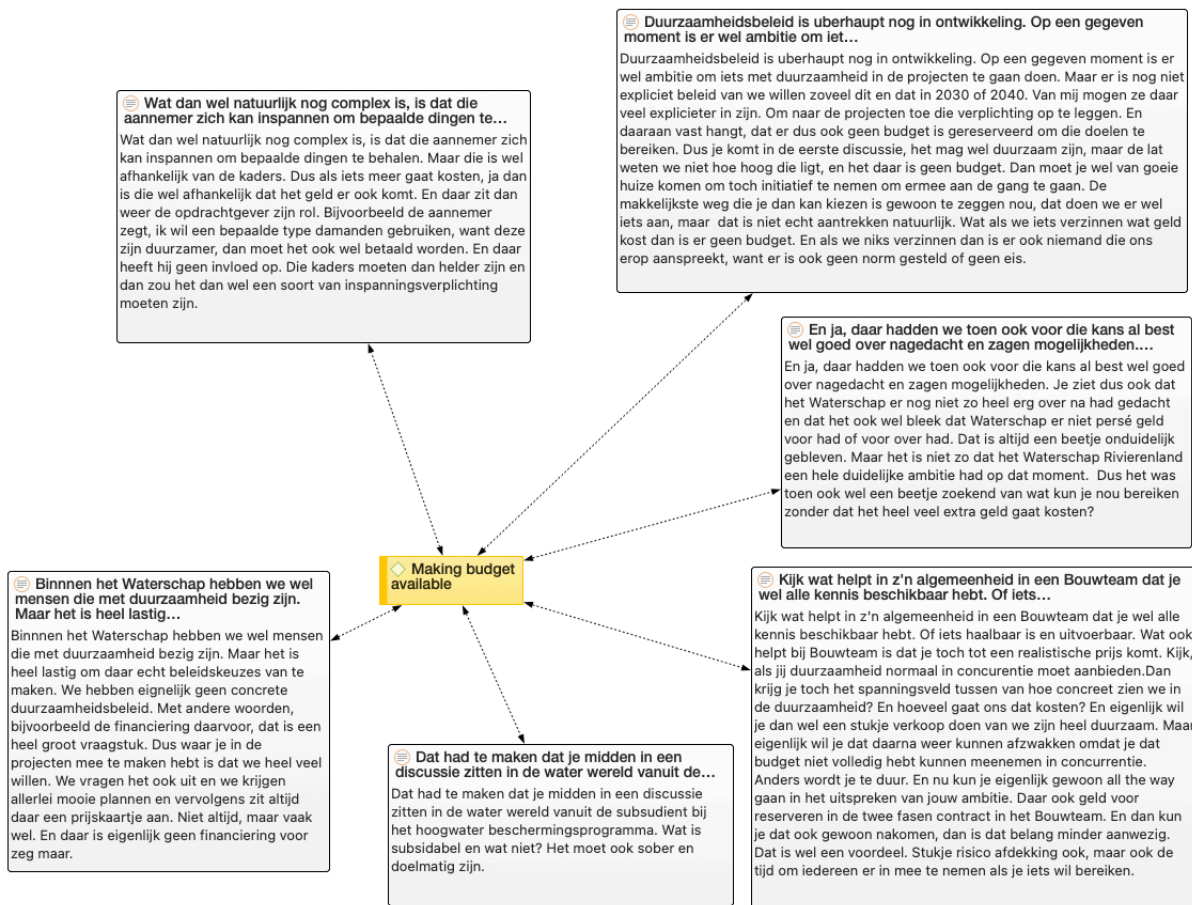 Duurzaamheidsbeleid is uberhaupt nog in ontwikkeling. Op een gegeven
moment is er wel ambitie om iet...
Duurzaamheidsbeleid is uberhaupt nog in ontwikkeling. Op een gegeven moment is er
wel ambitie om iets met duurzaamheid in de projecten te gaan doen. Maar er is nog niet
expliciet beleid van we willen zoveel dit en dat in 2030 of 2040. Van mij mogen ze daar
veel explicieter in zijn. Om naar de projecten toe die verplichting op te leggen. En
daaraan vast hangt, dat er dus ook geen budget is gereserveerd om die doelen te
bereiken. Dus je komt in de eerste discussie, het mag wel duurzaam zijn, maar de lat
weten we niet hoe hoog die ligt, en het daar is geen budget. Dan moet je wel van goeie
huize komen om toch initiatief te nemen om ermee aan de gang te gaan. De
makkelijkste weg die je dan kan kiezen is gewoon te zeggen nou, dat doen we er wel
iets aan, maar  dat is niet echt aantrekken natuurlijk. Wat als we iets verzinnen wat geld
kost dan is er geen budget. En als we niks verzinnen dan is er ook niemand die ons
erop aanspreekt, want er is ook geen norm gesteld of geen eis.
Wat dan wel natuurlijk nog complex is, is dat die
aannemer zich kan inspannen om bepaalde dingen te...
Wat dan wel natuurlijk nog complex is, is dat die aannemer zich
kan inspannen om bepaalde dingen te behalen. Maar die is wel
afhankelijk van de kaders. Dus als iets meer gaat kosten, ja dan
is die wel afhankelijk dat het geld er ook komt. En daar zit dan
weer de opdrachtgever zijn rol. Bijvoorbeeld de aannemer
zegt, ik wil een bepaalde type damanden gebruiken, want deze
zijn duurzamer, dan moet het ook wel betaald worden. En daar
heeft hij geen invloed op. Die kaders moeten dan helder zijn en
dan zou het dan wel een soort van inspanningsverplichting
moeten zijn.
En ja, daar hadden we toen ook voor die kans al best
wel goed over nagedacht en zagen mogelijkheden....
En ja, daar hadden we toen ook voor die kans al best wel goed
over nagedacht en zagen mogelijkheden. Je ziet dus ook dat
het Waterschap er nog niet zo heel erg over na had gedacht
en dat het ook wel bleek dat Waterschap er niet persé geld
voor had of voor over had. Dat is altijd een beetje onduidelijk
gebleven. Maar het is niet zo dat het Waterschap Rivierenland
een hele duidelijke ambitie had op dat moment.  Dus het was
toen ook wel een beetje zoekend van wat kun je nou bereiken
zonder dat het heel veel extra geld gaat kosten?
Making budget
available
Binnnen het Waterschap hebben we wel
mensen die met duurzaamheid bezig zijn.
Maar het is heel lastig...
Binnnen het Waterschap hebben we wel mensen
die met duurzaamheid bezig zijn. Maar het is
heel lastig om daar echt beleidskeuzes van te
maken. We hebben eignelijk geen concrete
duurzaamheidsbeleid. Met andere woorden,
bijvoorbeeld de financiering daarvoor, dat is een
heel groot vraagstuk. Dus waar je in de
projecten mee te maken hebt is dat we heel veel
willen. We vragen het ook uit en we krijgen
allerlei mooie plannen en vervolgens zit altijd
daar een prijskaartje aan. Niet altijd, maar vaak
wel. En daar is eigenlijk geen financiering voor
zeg maar.
Kijk wat helpt in z'n algemeenheid in een Bouwteam dat je
wel alle kennis beschikbaar hebt. Of iets...
Kijk wat helpt in z'n algemeenheid in een Bouwteam dat je wel alle
kennis beschikbaar hebt. Of iets haalbaar is en uitvoerbaar. Wat ook
helpt bij Bouwteam is dat je toch tot een realistische prijs komt. Kijk,
als jij duurzaamheid normaal in concurentie moet aanbieden.Dan
krijg je toch het spanningsveld tussen van hoe concreet zien we in
de duurzaamheid? En hoeveel gaat ons dat kosten? En eigenlijk wil
je dan wel een stukje verkoop doen van we zijn heel duurzaam. Maar
eigenlijk wil je dat daarna weer kunnen afzwakken omdat je dat
budget niet volledig hebt kunnen meenemen in concurrentie.
Anders wordt je te duur. En nu kun je eigenlijk gewoon all the way
gaan in het uitspreken van jouw ambitie. Daar ook geld voor
reserveren in de twee fasen contract in het Bouwteam. En dan kun
je dat ook gewoon nakomen, dan is dat belang minder aanwezig.
Dat is wel een voordeel. Stukje risico afdekking ook, maar ook de
tijd om iedereen er in mee te nemen als je iets wil bereiken.
Dat had te maken dat je midden in een
discussie zitten in de water wereld vanuit de...
Dat had te maken dat je midden in een discussie
zitten in de water wereld vanuit de subsudient bij
het hoogwater beschermingsprogramma. Wat is
subsidabel en wat niet? Het moet ook sober en
doelmatig zijn.